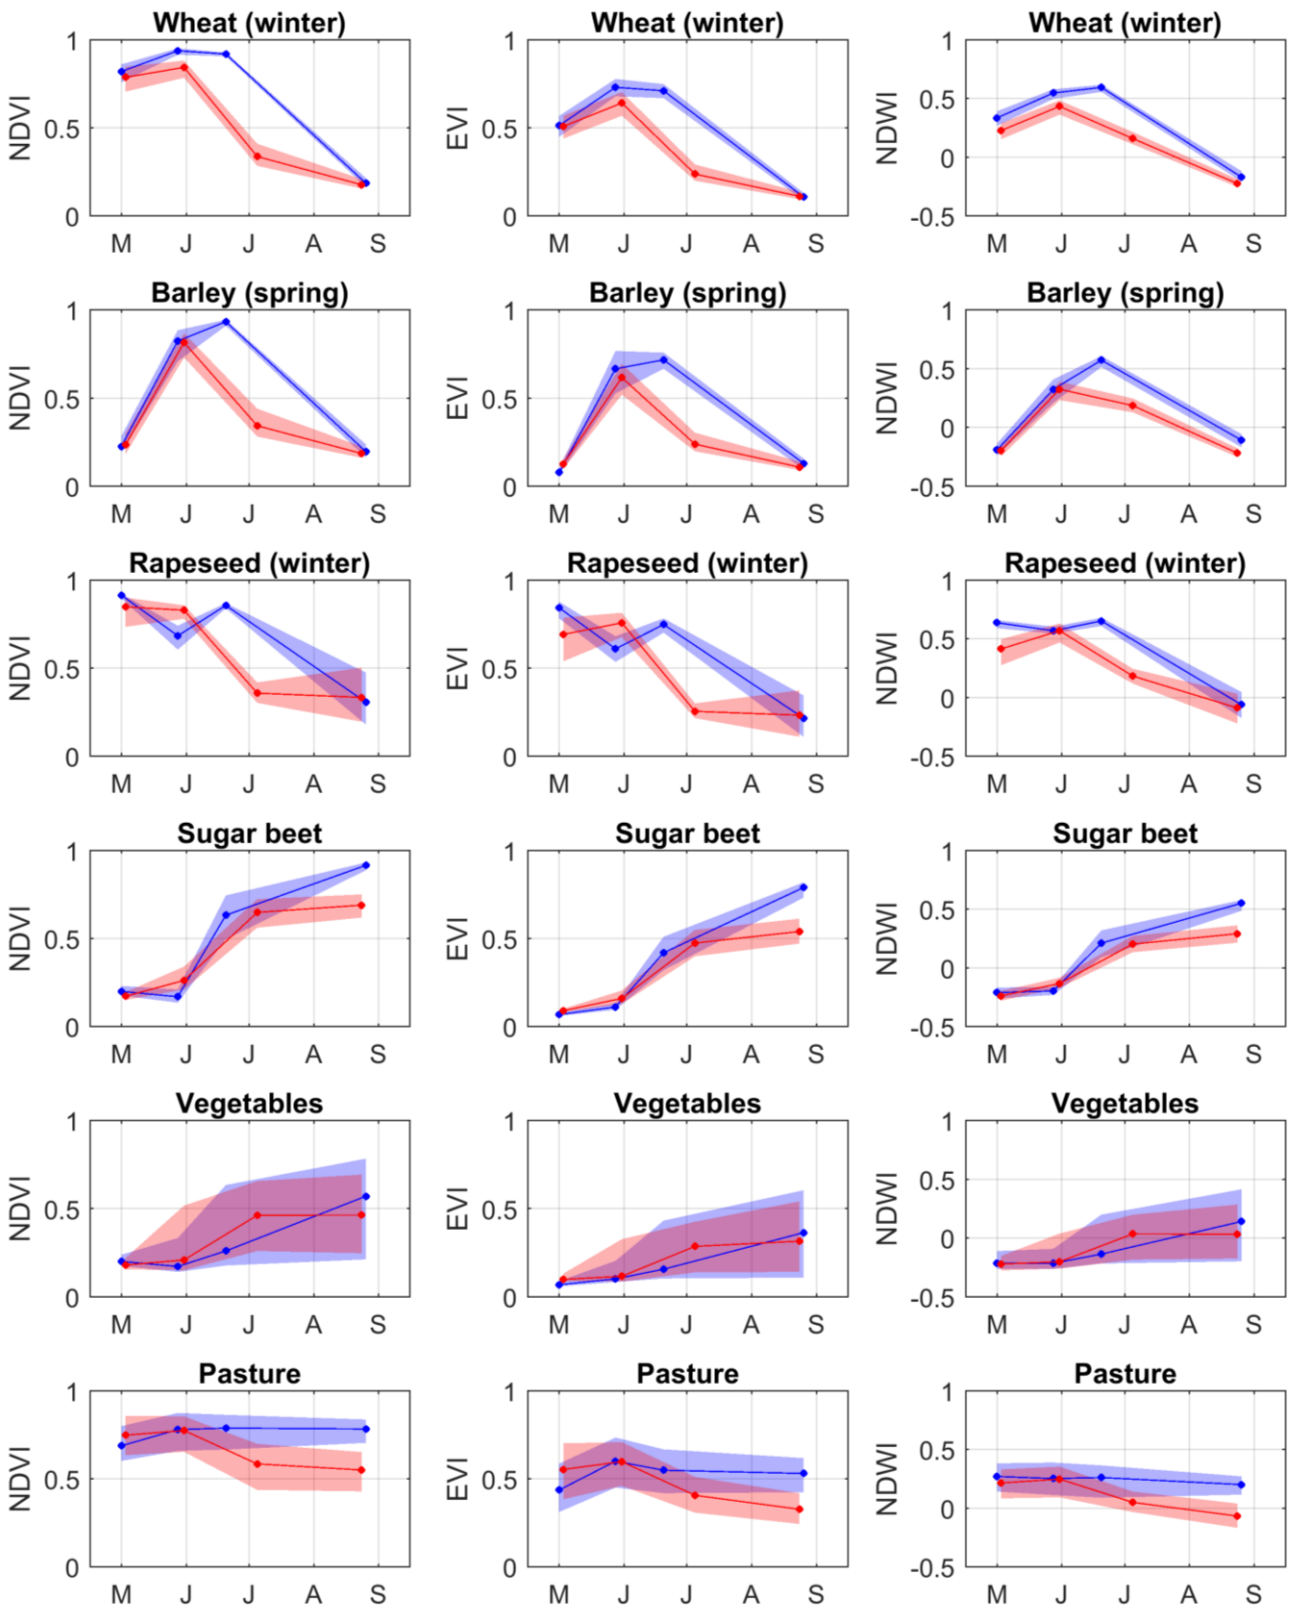 Wheat (winter) Wheat (winter) Wheat (winter)
1 1 1
NDVI EVI NDWI
0.5 0.5 0.5
0
0 0 -0.5
M J J A S M J J A S M J J A S
Barley (spring) Barley (spring) Barley (spring)
1 1 1
NDVI EVI NDWI
0.5 0.5 0.5
0
0 0 -0.5
M J J A S M J J A S M J J A S
Rapeseed (winter) Rapeseed (winter) Rapeseed (winter)
1 1 1
NDVI EVI NDWI
0.5 0.5 0.5
0
0 0 -0.5
M J J A S M J J A S M J J A S
Sugar beet Sugar beet Sugar beet
1 1 1
NDVI EVI NDWI
0.5 0.5 0.5
0
0 0 -0.5
M J J A S M J J A S M J J A S
Vegetables Vegetables Vegetables
1 1 1
NDVI EVI NDWI
0.5 0.5 0.5
0
0 0 -0.5
M J J A S M J J A S M J J A S
Pasture Pasture Pasture
1 1 1
NDVI EVI NDWI
0.5 0.5 0.5
0
0 0 -0.5
M J J A S M J J A S M J J A S